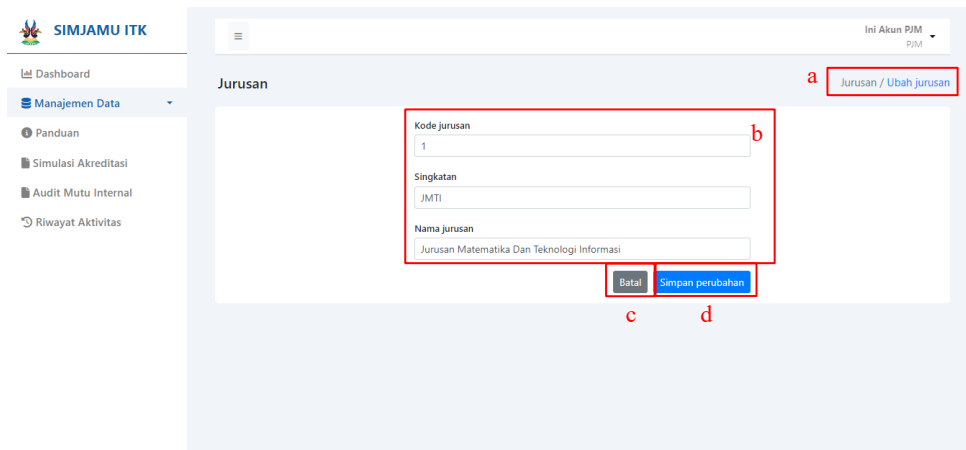 SIMJAMU ITK
Ini Akun PJM
PJM
Dashboard
Manajemen Data
Panduan
Simulasi Akreditasi
Audit Mutu Internal
Riwayat Aktivitas
Jurusan
a
Jurusan / Ubah jurusan
b
Kode jurusan
1
Singkatan
JMTI
Nama jurusan
Jurusan Matematika Dan Teknologi Informasi
Batal
Simpan perubahan
c
d